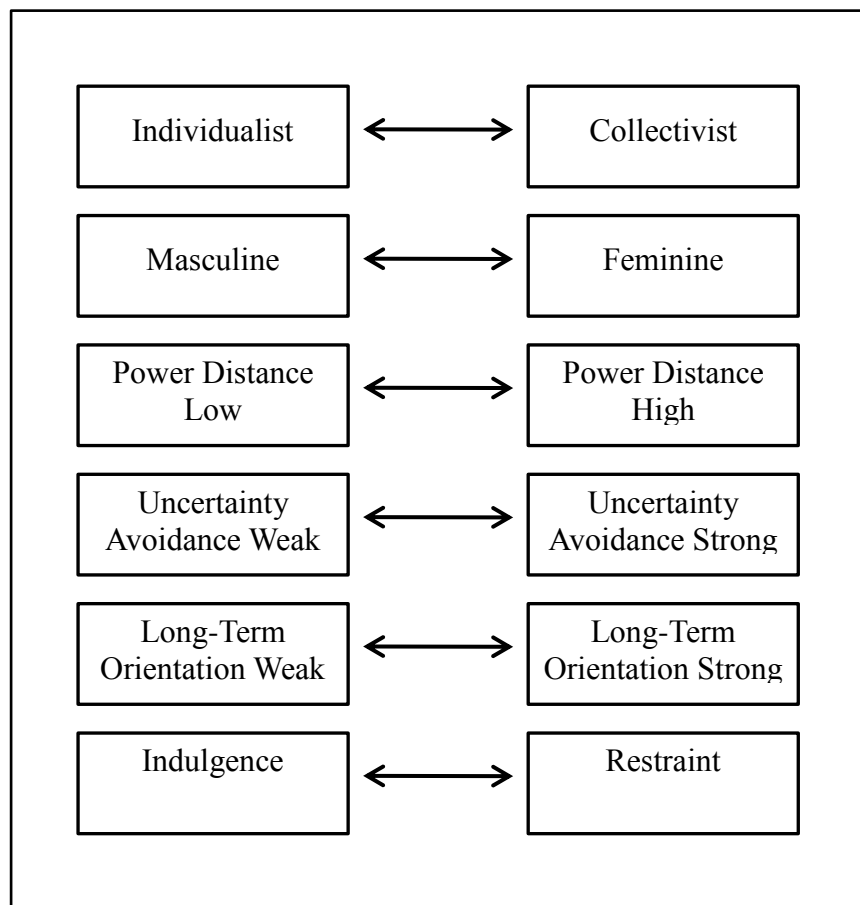 Individualist
Collectivist
Masculine
Feminine
Power Distance
Low
Power Distance
High
Uncertainty
Avoidance Weak
Uncertainty
Avoidance Strong
Long-Term
Orientation Weak
Long-Term
Orientation Strong
Indulgence
Restraint